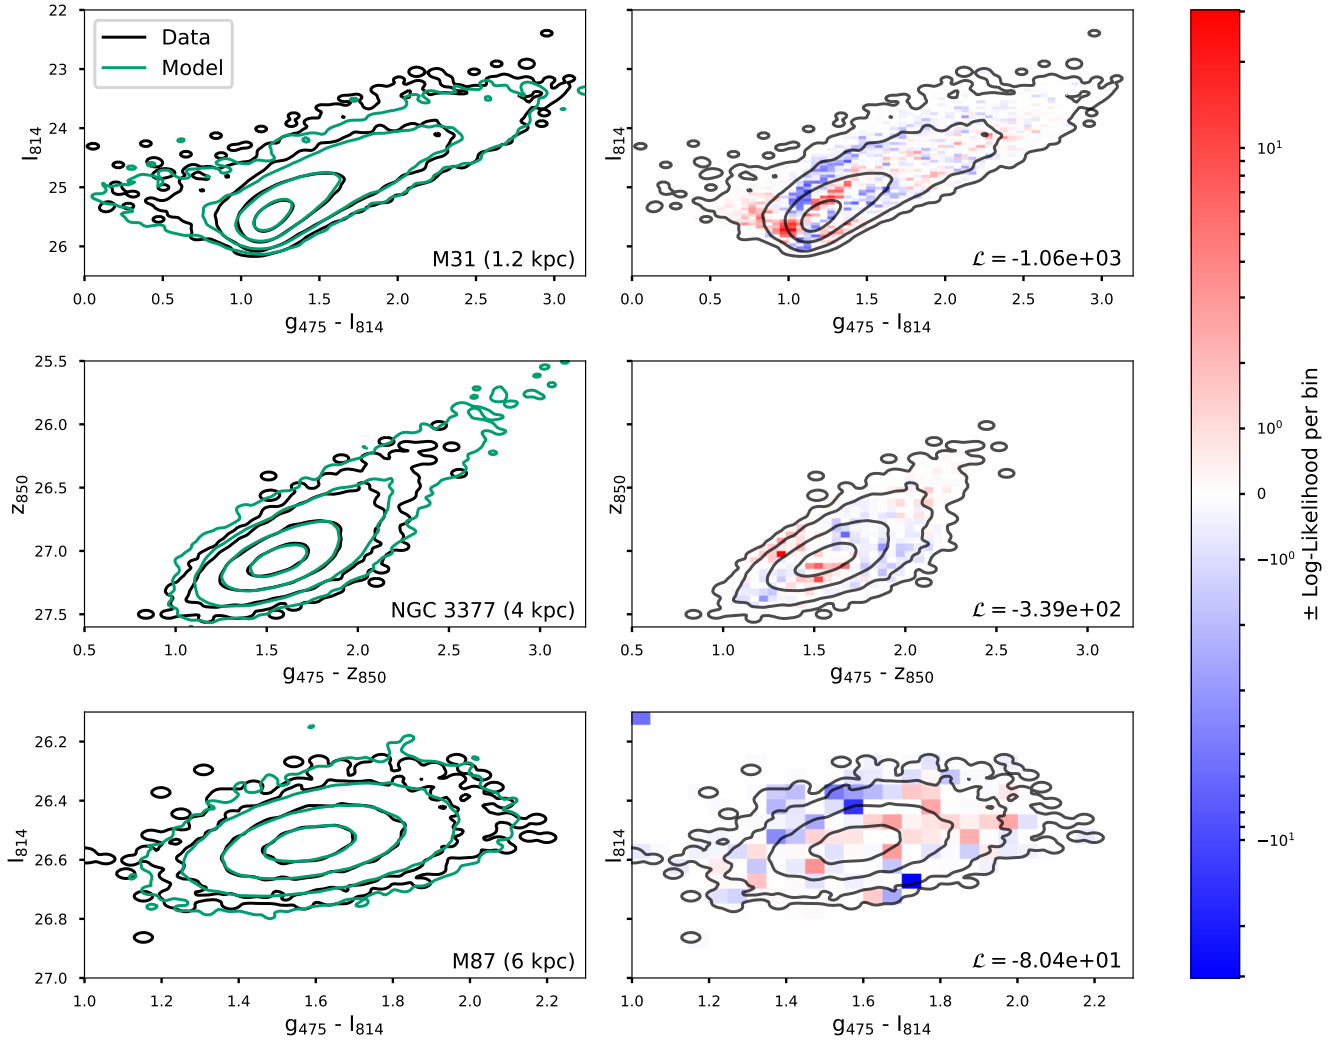 Data
Model
22
23
24
25
26
I814
0.0 0.5 1.0 1.5 2.0 2.5 3.0
g475 - I814
M31 (1.2 kpc)
I814
0.0 0.5 1.0 1.5 2.0 2.5 3.0
g475 - I814
ℒ = -1.06e+03
25.5
26.0
26.5
27.0
27.5
z850
0.5 1.0 1.5 2.0 2.5 3.0
g475 - z850
NGC 3377 (4 kpc)
z850
0.5 1.0 1.5 2.0 2.5 3.0
g475 - z850
ℒ = -3.39e+02
26.2
26.4
26.6
26.8
27.0
I814
1.0 1.2 1.4 1.6 1.8 2.0 2.2
g475 - I814
M87 (6 kpc)
I814
1.0 1.2 1.4 1.6 1.8 2.0 2.2
g475 - I814
ℒ = -8.04e+01
10¹
10⁰
0
−10⁰
−10¹
± Log-Likelihood per bin